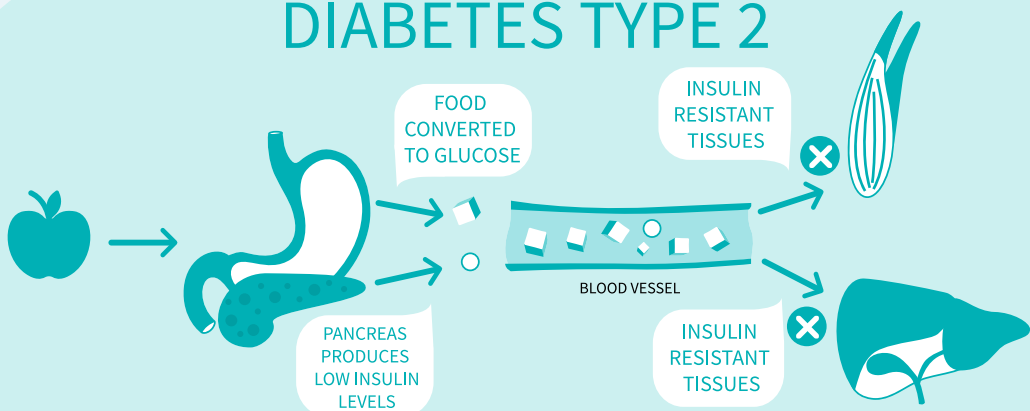 DIABETES TYPE 2
FOOD
CONVERTED
TO GLUCOSE
INSULIN
RESISTANT
TISSUES
BLOOD VESSEL
PANCREAS
PRODUCES
LOW INSULIN
LEVELS
INSULIN
RESISTANT
TISSUES